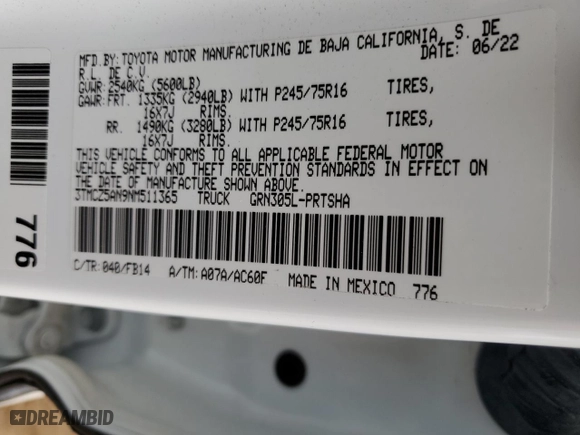 MFD.BY:TOYOTA MOTOR MANUFACTURING DE BAJA CALIFORNIA, S. DE
R.L. DE C.V. DATE: 06/22
GVWR:2540KG (5600LB)
GAWR:FRT. 1335KG (2940LB) WITH P245/75R16 TIRES,
16X7J RIMS.
RR. 1490KG (3280LB) WITH P245/75R16 TIRES,
16X7J RIMS.
THIS VEHICLE CONFORMS TO ALL APPLICABLE FEDERAL MOTOR
VEHICLE SAFETY AND THEFT PREVENTION STANDARDS IN EFFECT ON
THE DATE OF MANUFACTURE SHOWN ABOVE.
3TMCZ5AN9NM511365 TRUCK GRN305L-PRTSHA
C/TR: 040/FB14 A/TM: A07A/AC60F MADE IN MEXICO 776
776
DREAMBID